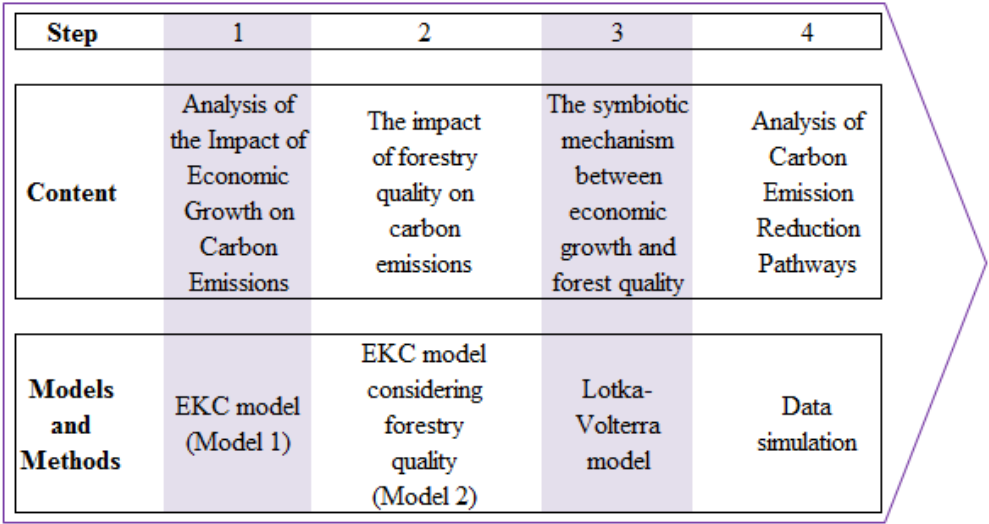 Step 1 2 3 4
Content
Analysis of
the Impact of
Economic
Growth on
Carbon
Emissions
The impact
of forestry
quality on
carbon
emissions
The symbiotic
mechanism
between
economic
growth and
forest quality
Analysis of
Carbon
Emission
Reduction
Pathways
Models
and
Methods
EKC model
(Model 1)
EKC model
considering
forestry
quality
(Model 2)
Lotka-
Volterra
model
Data
simulation